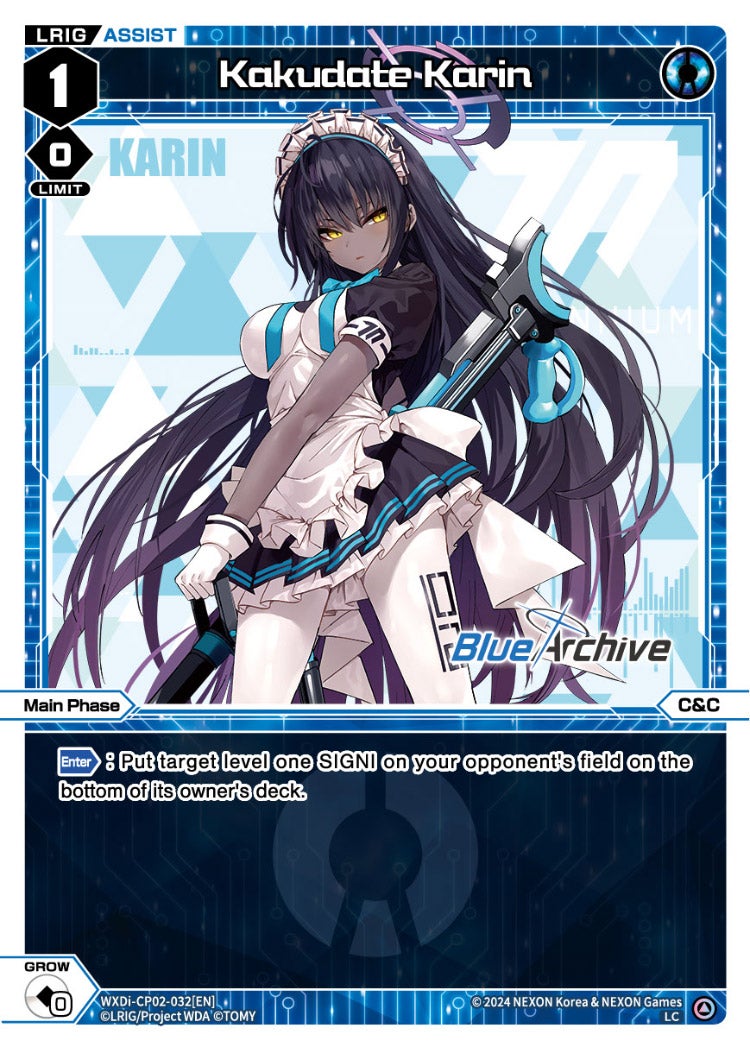 LRIG ASSIST
1
Kakudate Karin
0
LIMIT
KARIN
Blue Archive
Main Phase
C&C
Enter : Put target level one SIGNI on your opponent's field on the
bottom of its owner's deck.
GROW
0
WXDi-CP02-032[EN]
©LRIG/Project WDA ©TOMY
© 2024 NEXON Korea & NEXON Games
LC